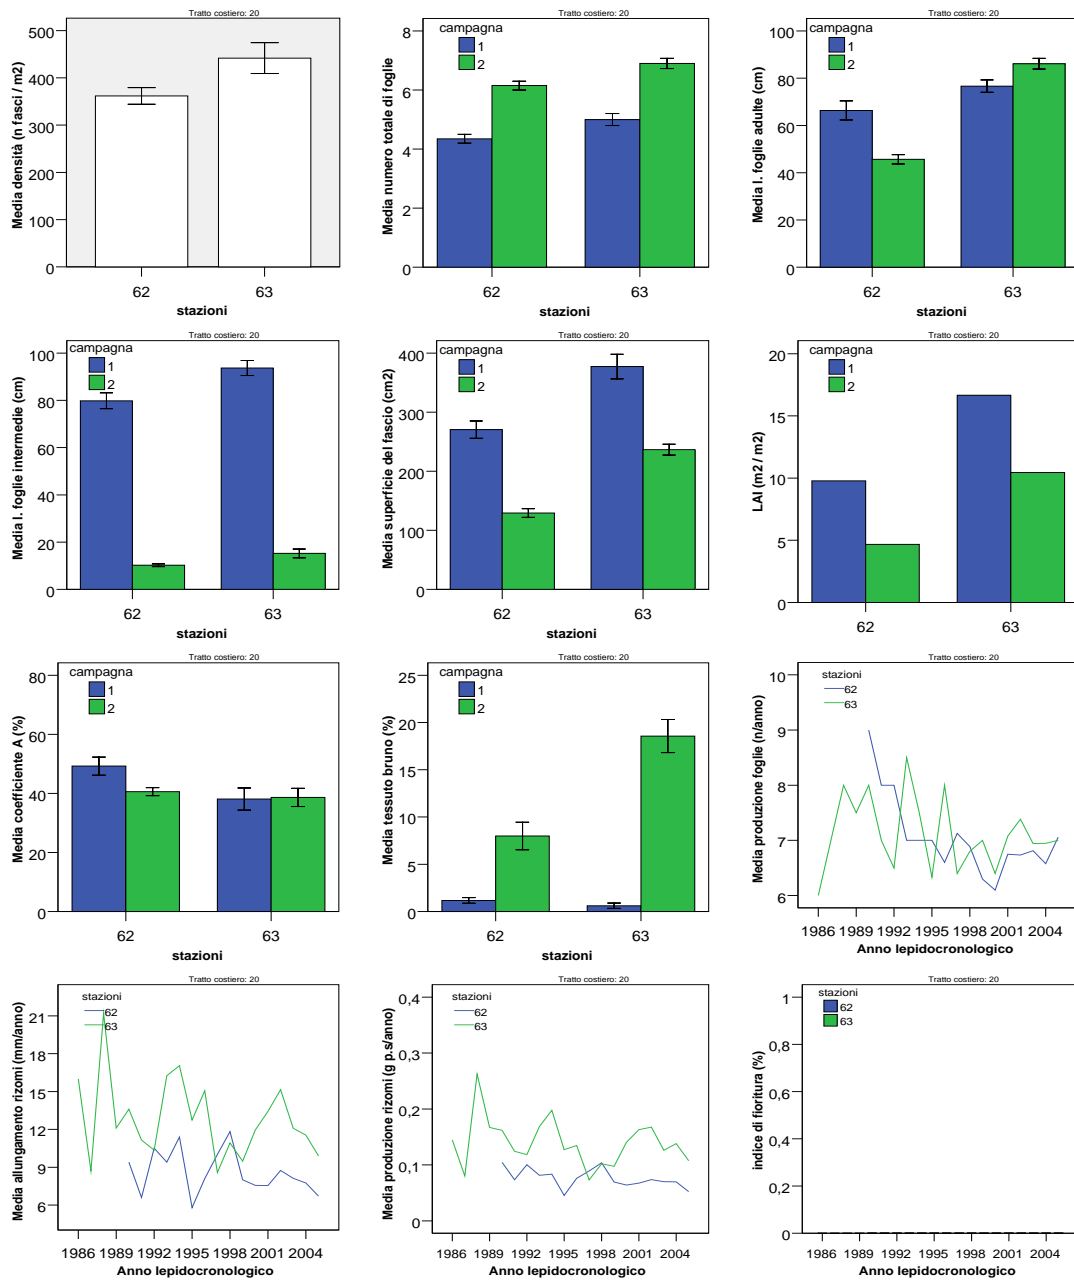 Tratto costiero: 20
Media densità (n fasci / m2)
500
400
300
200
100
0
62
63
stazioni
Tratto costiero: 20
campagna
1
2
Media numero totale di foglie
8
6
4
2
0
62
63
stazioni
Tratto costiero: 20
campagna
1
2
Media l. foglie adulte (cm)
100
80
60
40
20
0
62
63
stazioni
Tratto costiero: 20
campagna
1
2
Media l. foglie intermedie (cm)
100
80
60
40
20
0
62
63
stazioni
Tratto costiero: 20
campagna
1
2
Media superficie del fascio (cm2)
400
300
200
100
0
62
63
stazioni
Tratto costiero: 20
campagna
1
2
LAI (m2 / m2)
20
15
10
5
0
62
63
Tratto costiero: 20
campagna
1
2
Media coefficiente A (%)
80
60
40
20
0
62
63
stazioni
Tratto costiero: 20
campagna
1
2
Media tessuto bruno (%)
25
20
15
10
5
0
62
63
stazioni
Tratto costiero: 20
stazioni
62
63
Media produzione foglie (n/anno)
10
9
8
7
6
1986 1989 1992 1995 1998 2001 2004
Anno lepidocronologico
Tratto costiero: 20
stazioni
62
63
Media allungamento rizomi (mm/anno)
21
18
15
12
9
6
1986 1989 1992 1995 1998 2001 2004
Anno lepidocronologico
Tratto costiero: 20
stazioni
62
63
Media produzione rizomi (g p.s/anno)
0,4
0,3
0,2
0,1
0
1986 1989 1992 1995 1998 2001 2004
Anno lepidocronologico
Tratto costiero: 20
stazioni
62
63
indice di fioritura (%)
1
0,8
0,6
0,4
0,2
0
1986 1989 1992 1995 1998 2001 2004
Anno lepidocronologico